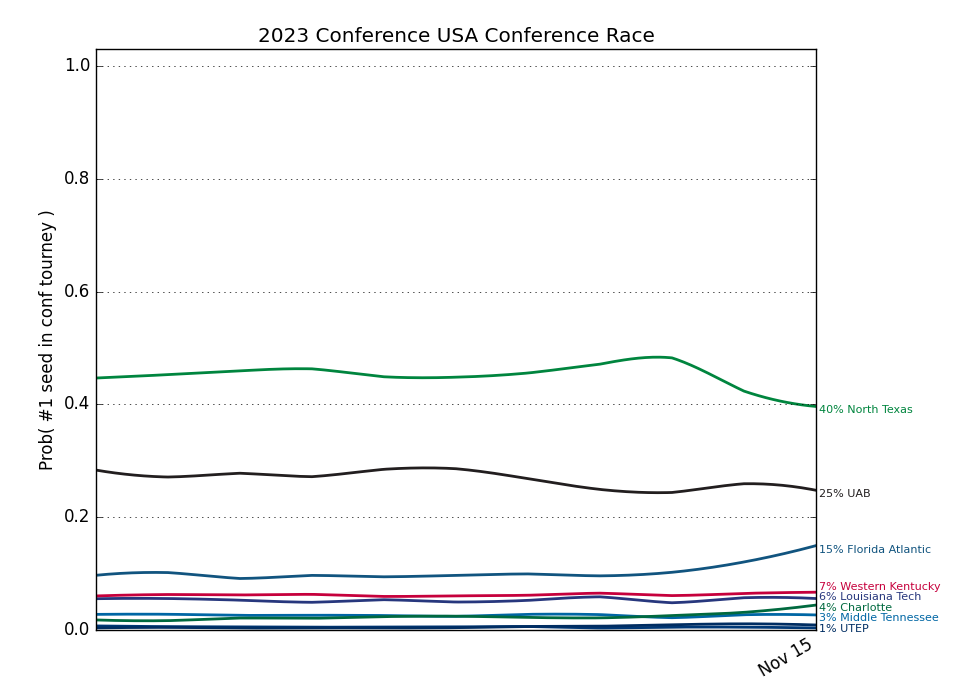 2023 Conference USA Conference Race
1.0
0.8
0.6
0.4
0.2
0.0
Prob( #1 seed in conf tourney )
40% North Texas
25% UAB
15% Florida Atlantic
7% Western Kentucky
6% Louisiana Tech
4% Charlotte
3% Middle Tennessee
1% UTEP
Nov 15